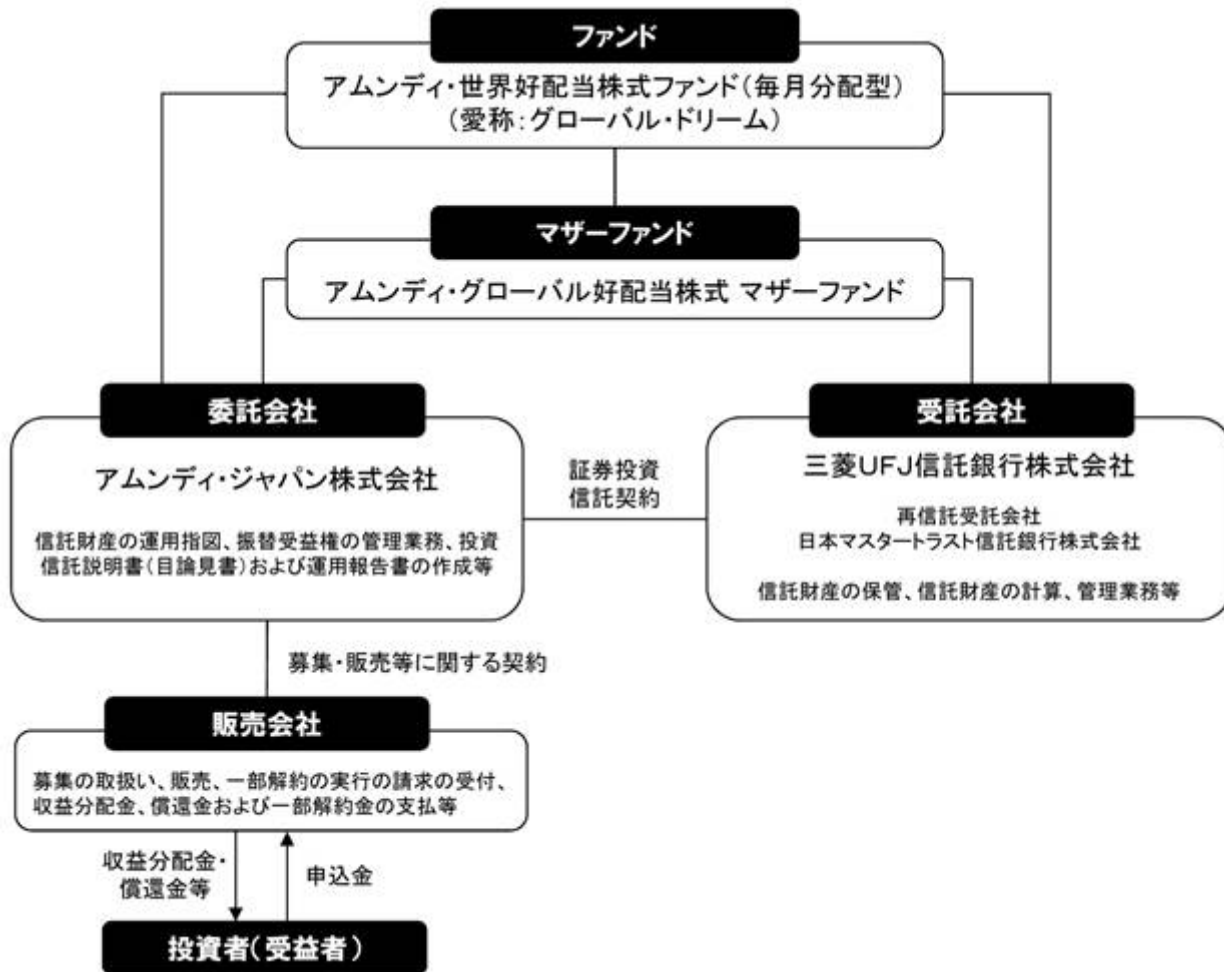 ファンド
アムンディ・世界好配当株式ファンド(毎月分配型)
(愛称:グローバル・ドリーム)
マザーファンド
アムンディ・グローバル好配当株式 マザーファンド
委託会社
アムンディ・ジャパン株式会社
信託財産の運用指図、振替受益権の管理業務、投資
信託説明書(目論見書)および運用報告書の作成等
証券投資
信託契約
受託会社
三菱UFJ信託銀行株式会社
再信託受託会社
日本マスタートラスト信託銀行株式会社
信託財産の保管、信託財産の計算、管理業務等
募集・販売等に関する契約
販売会社
募集の取扱い、販売、一部解約の実行の請求の受付、
収益分配金、償還金および一部解約金の支払等
収益分配金・
償還金等
申込金
投資者(受益者)